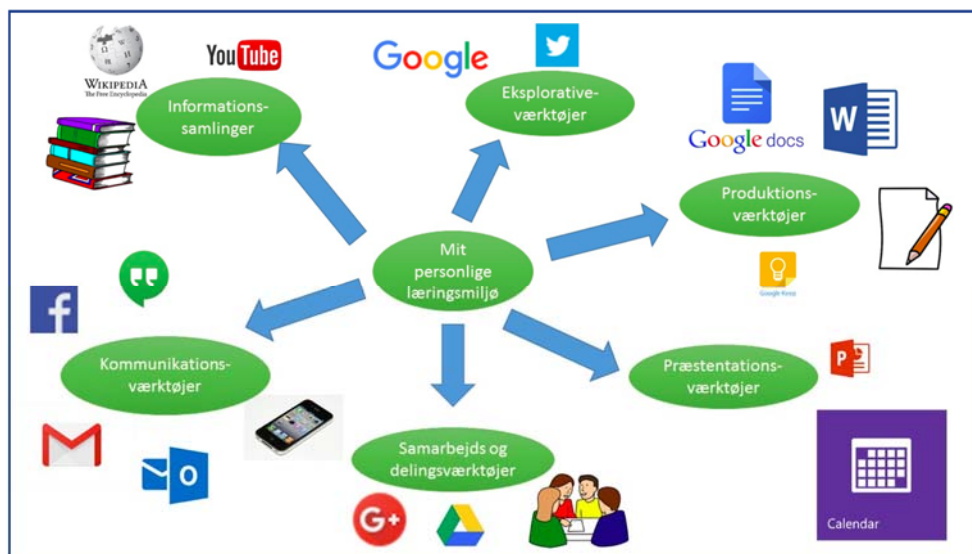 WIKIPEDIA
The Free Encyclopedia
YouTube
Google
Informations-
samlinger
Eksplorative-
værktøjer
Google docs
W
Produktions-
værktøjer
Mit
personlige
læringsmiljø
Google Keep
f
Kommunikations-
værktøjer
Præstentations-
værktøjer
P
O
Samarbejds og
delingsværktøjer
G+
Calendar